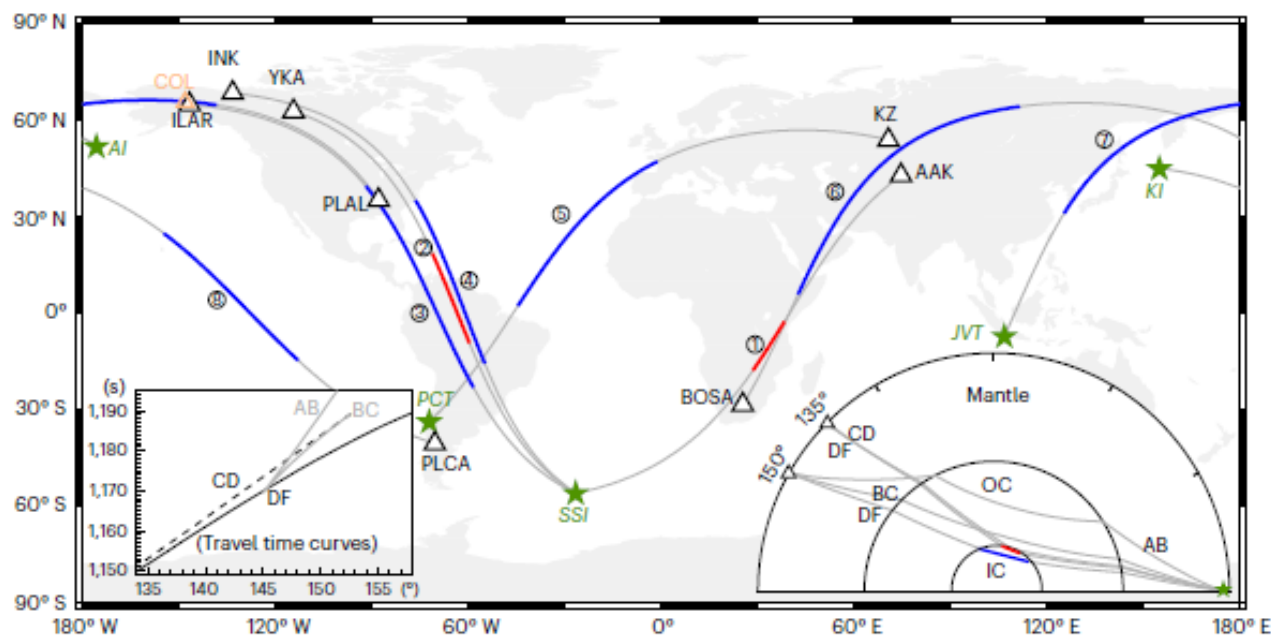 90° N
60° N
30° N
0°
30° S
60° S
90° S
180° W
120° W
60° W
0°
60° E
120° E
180° E
COL
INK
YKA
ILAR
AI
PLAL
KZ
AAK
KI
JVT
BOSA
PCT
PLCA
SSI
①
②
③
④
⑤
⑥
⑦
⑧
(s)
1,190
1,180
1,170
1,160
1,150
AB
BC
CD
DF
(Travel time curves)
135
140
145
150
155
(°)
Mantle
135°
150°
CD
DF
BC
DF
OC
AB
IC